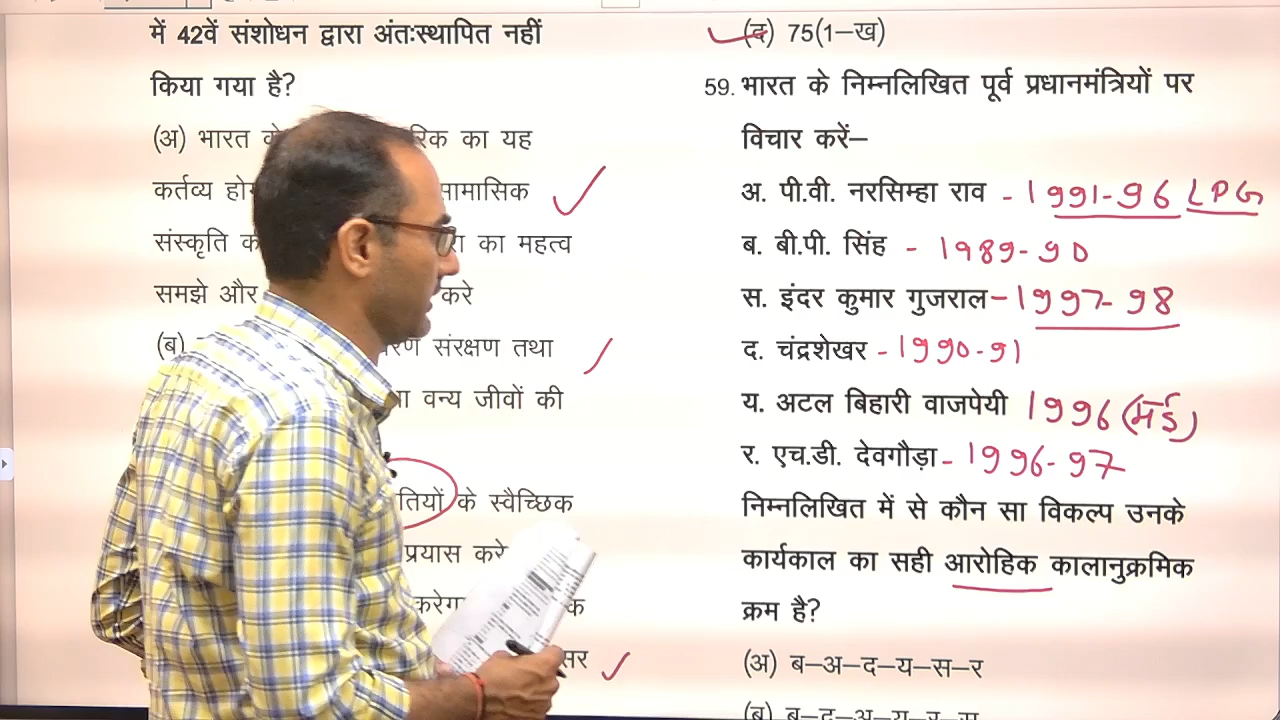 में 42वें संशोधन द्वारा अंतःस्थापित नहीं
किया गया है?
(अ) भारत के रिक का यह
कर्तव्य सामासिक
संस्कृति का महत्व
समझे और करे
(ब) संरक्षण तथा
वन्य जीवों की
तियों के स्वैच्छिक
प्रयास करे
(द) 75(1–ख)
59. भारत के निम्नलिखित पूर्व प्रधानमंत्रियों पर
विचार करें–
अ. पी.वी. नरसिम्हा राव - 1991-96 LPG
ब. बी.पी. सिंह - 1989-90
स. इंदर कुमार गुजराल - 1997-98
द. चंद्रशेखर - 1990-91
य. अटल बिहारी वाजपेयी 1996 (मई)
र. एच.डी. देवगौड़ा - 1996-97
निम्नलिखित में से कौन सा विकल्प उनके
कार्यकाल का सही आरोहिक कालानुक्रमिक
क्रम है?
(अ) ब–अ–द–य–स–र
(ब) ब–द–अ–य–र–स